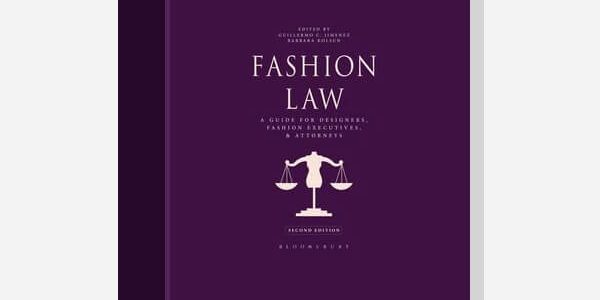 EDITED BY
GUILLERMO C. JIMENEZ
BARBARA KOLSUN
FASHION
LAW
A GUIDE FOR DESIGNERS,
FASHION EXECUTIVES,
& ATTORNEYS
SECOND EDITION
BLOOMSBURY